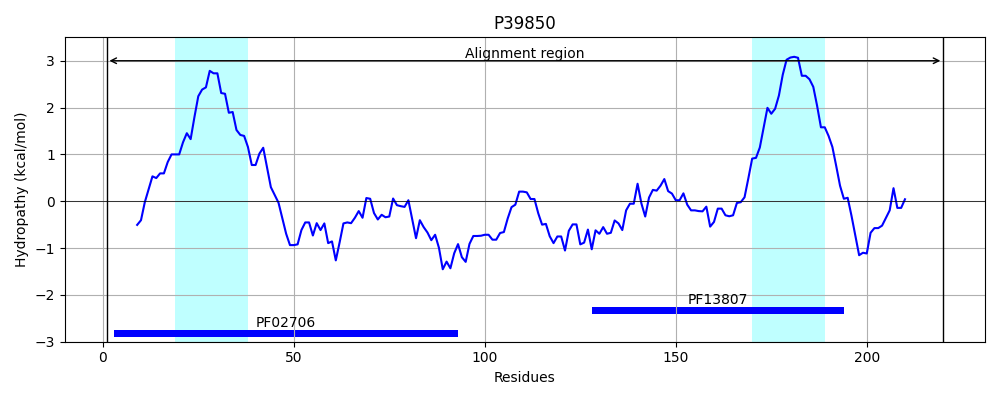 P39850
Alignment region
3
2
1
0
−1
−2
−3
Hydropathy (kcal/mol)
PF13807
PF02706
0 50 100 150 200
Residues